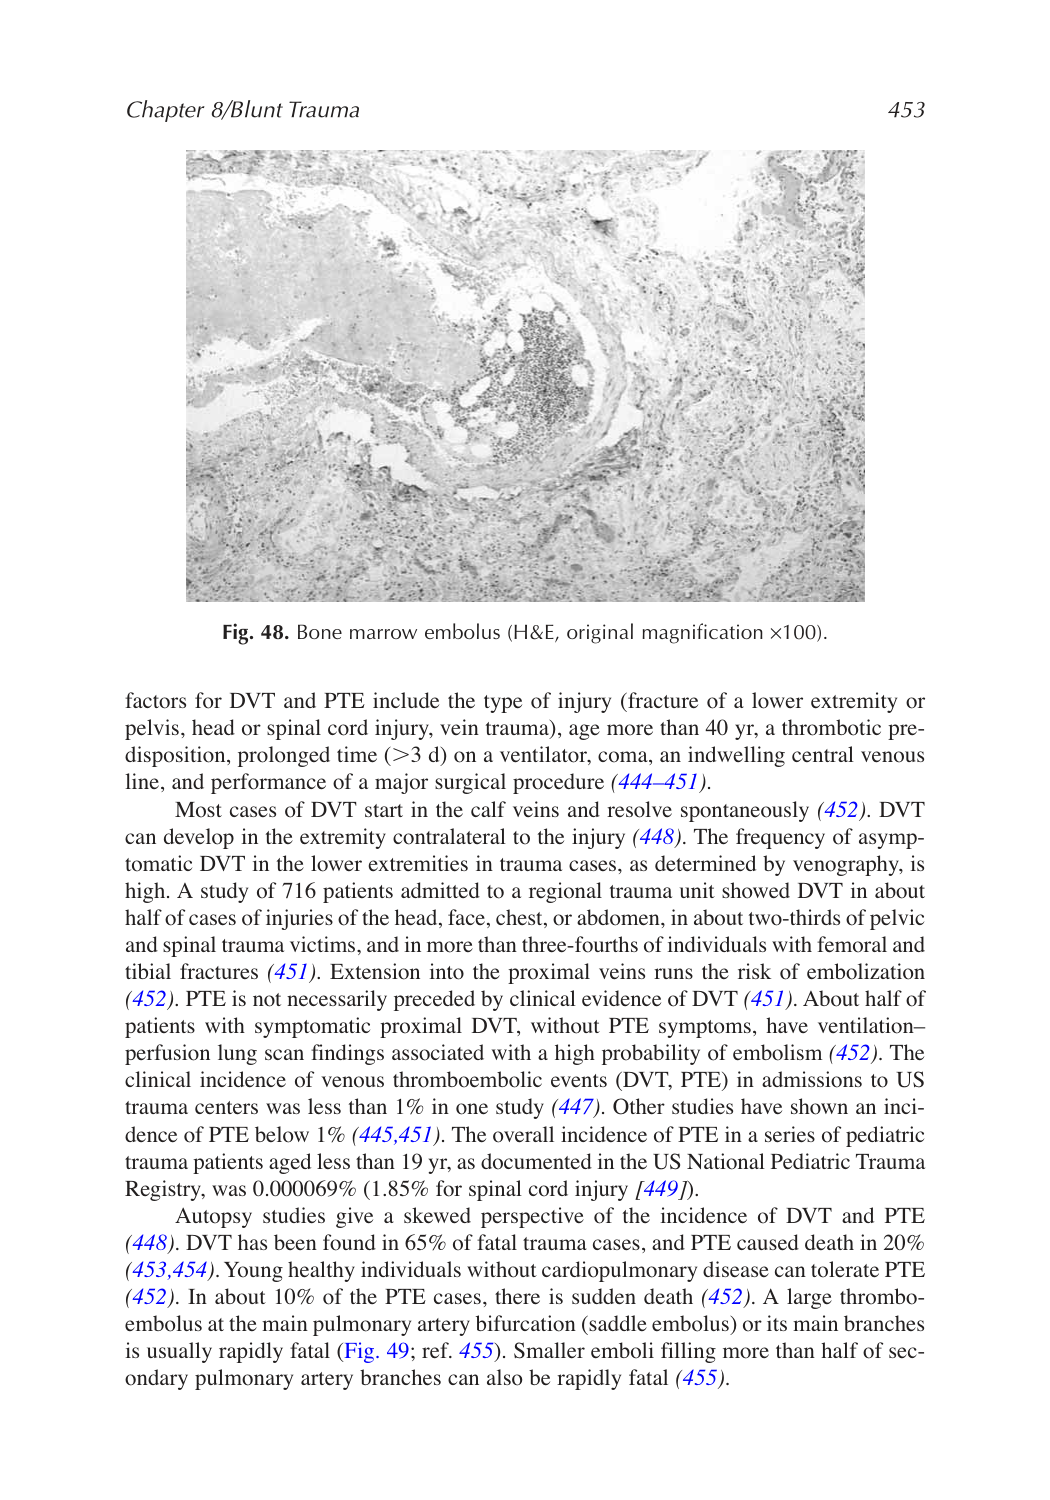 Chapter 8/Blunt Trauma 453
Fig. 48. Bone marrow embolus (H&E, original magnification ×100).
factors for DVT and PTE include the type of injury (fracture of a lower extremity or
pelvis, head or spinal cord injury, vein trauma), age more than 40 yr, a thrombotic pre-
disposition, prolonged time (>3 d) on a ventilator, coma, an indwelling central venous
line, and performance of a major surgical procedure (444–451).
Most cases of DVT start in the calf veins and resolve spontaneously (452). DVT
can develop in the extremity contralateral to the injury (448). The frequency of asymp-
tomatic DVT in the lower extremities in trauma cases, as determined by venography, is
high. A study of 716 patients admitted to a regional trauma unit showed DVT in about
half of cases of injuries of the head, face, chest, or abdomen, in about two-thirds of pelvic
and spinal trauma victims, and in more than three-fourths of individuals with femoral and
tibial fractures (451). Extension into the proximal veins runs the risk of embolization
(452). PTE is not necessarily preceded by clinical evidence of DVT (451). About half of
patients with symptomatic proximal DVT, without PTE symptoms, have ventilation–
perfusion lung scan findings associated with a high probability of embolism (452). The
clinical incidence of venous thromboembolic events (DVT, PTE) in admissions to US
trauma centers was less than 1% in one study (447). Other studies have shown an inci-
dence of PTE below 1% (445,451). The overall incidence of PTE in a series of pediatric
trauma patients aged less than 19 yr, as documented in the US National Pediatric Trauma
Registry, was 0.000069% (1.85% for spinal cord injury [449]).
Autopsy studies give a skewed perspective of the incidence of DVT and PTE
(448). DVT has been found in 65% of fatal trauma cases, and PTE caused death in 20%
(453,454). Young healthy individuals without cardiopulmonary disease can tolerate PTE
(452). In about 10% of the PTE cases, there is sudden death (452). A large thrombo-
embolus at the main pulmonary artery bifurcation (saddle embolus) or its main branches
is usually rapidly fatal (Fig. 49; ref. 455). Smaller emboli filling more than half of sec-
ondary pulmonary artery branches can also be rapidly fatal (455).